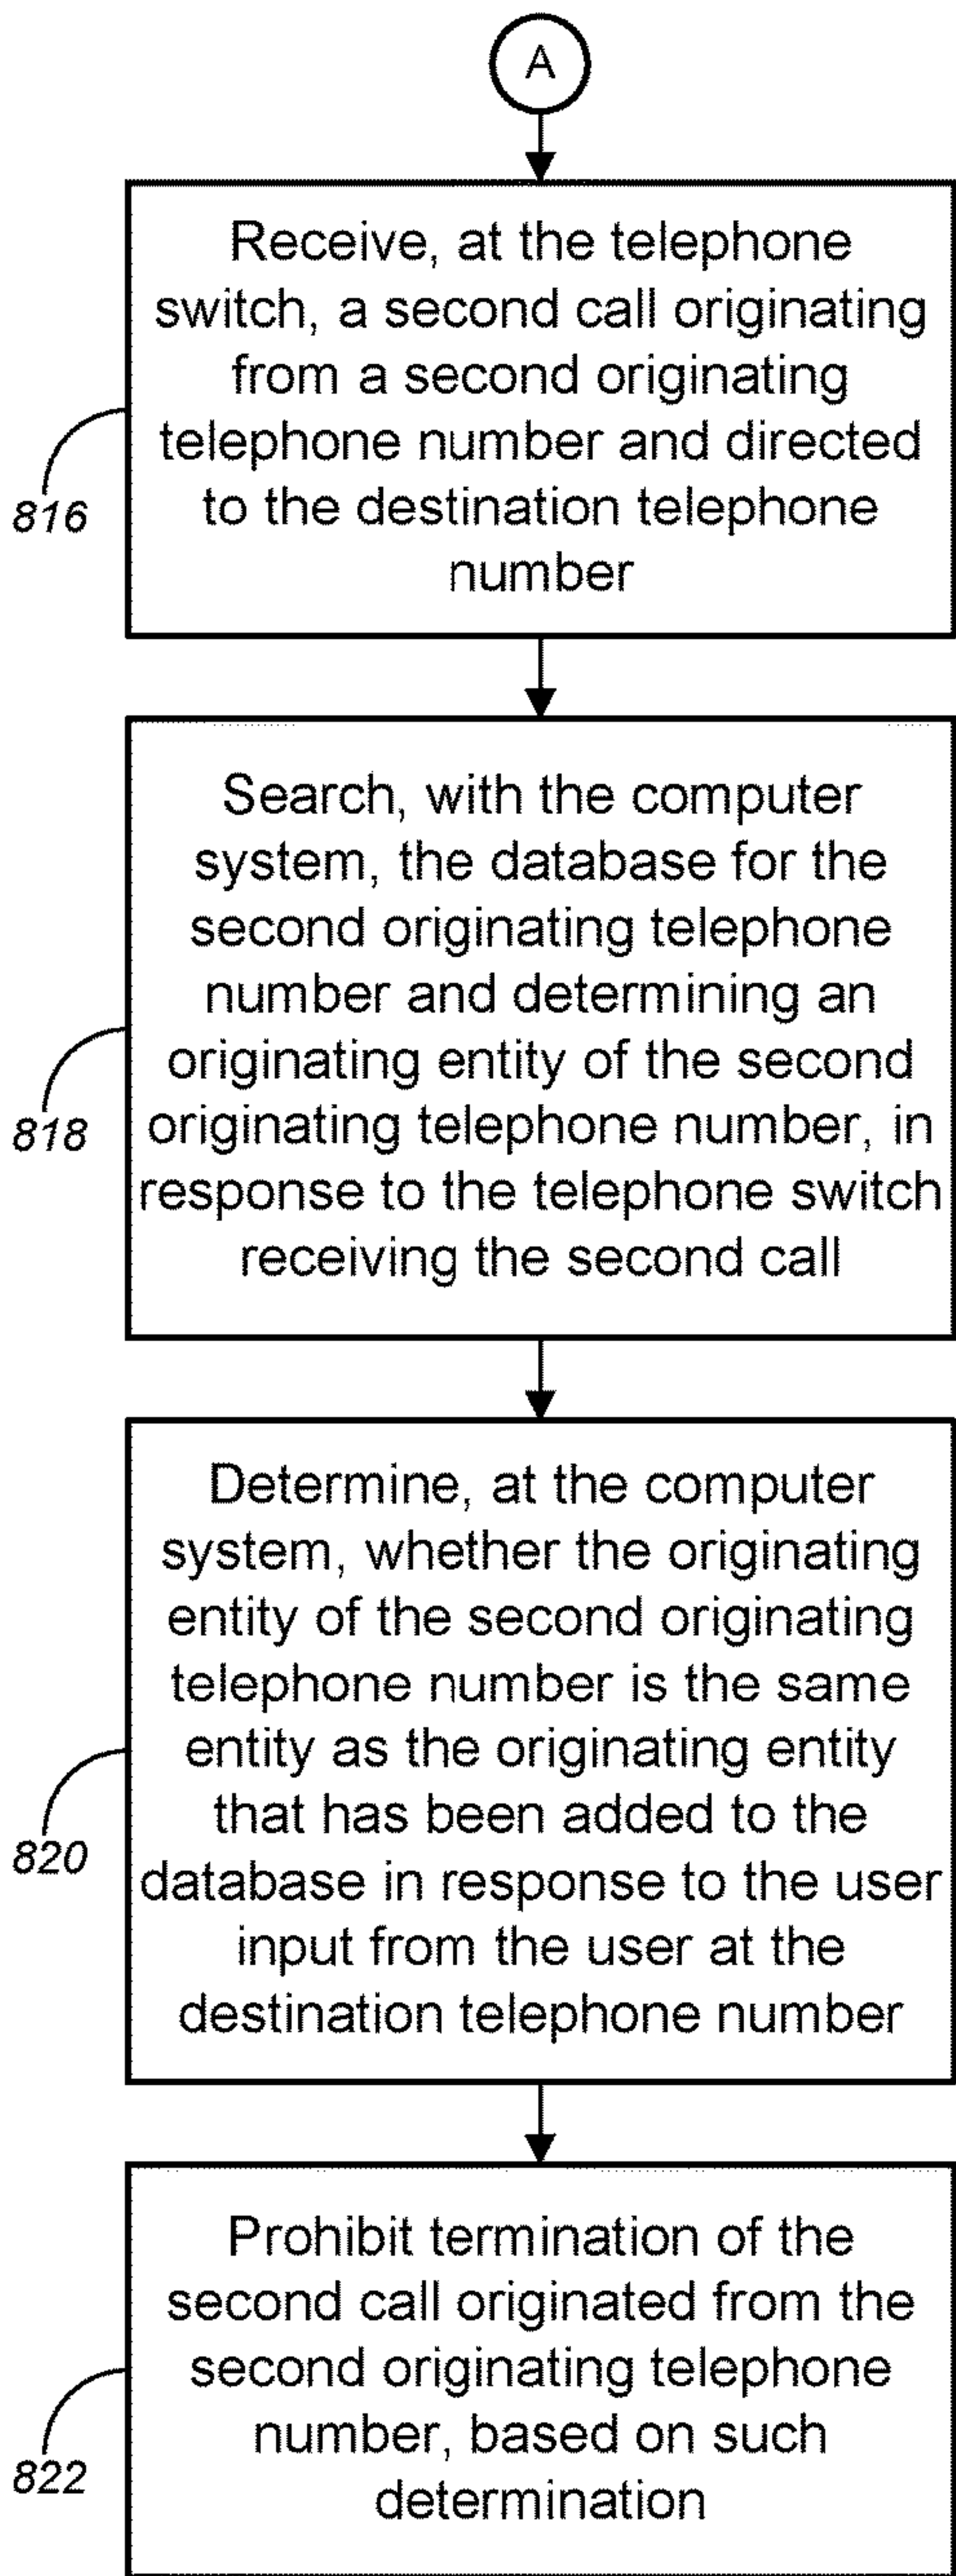 A
Receive, at the telephone
switch, a second call originating
from a second originating
telephone number and directed
to the destination telephone
number
816
Search, with the computer
system, the database for the
second originating telephone
number and determining an
originating entity of the second
originating telephone number, in
response to the telephone switch
receiving the second call
818
Determine, at the computer
system, whether the originating
entity of the second originating
telephone number is the same
entity as the originating entity
that has been added to the
database in response to the user
input from the user at the
destination telephone number
820
Prohibit termination of the
second call originated from the
second originating telephone
number, based on such
determination
822